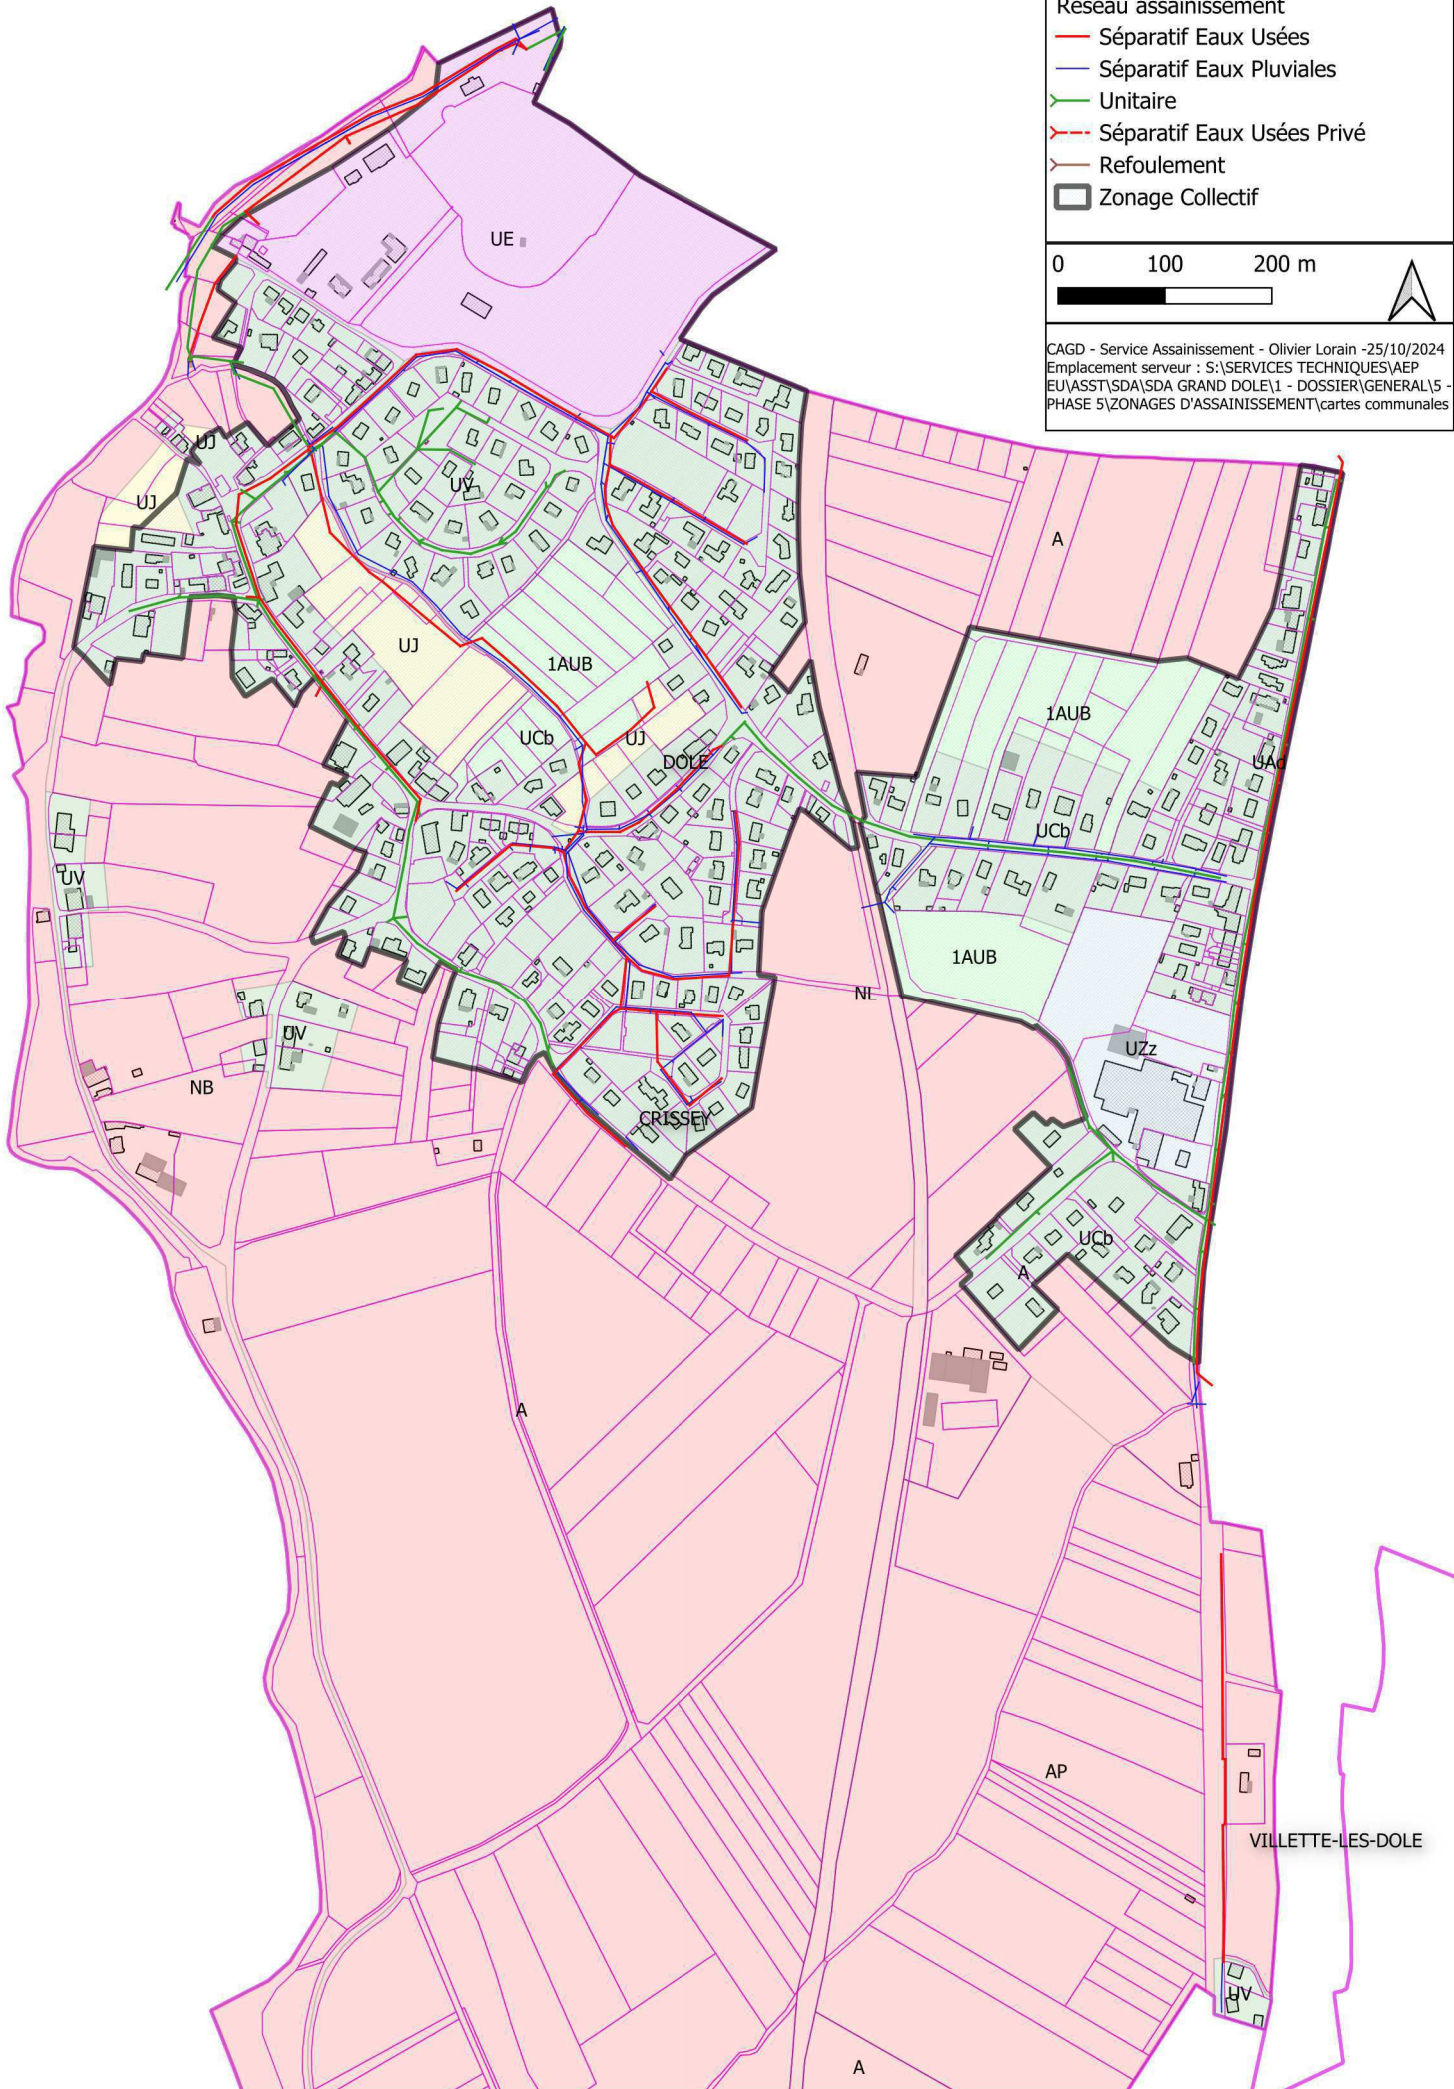 Réseau assainissement
Séparatif Eaux Usées
Séparatif Eaux Pluviales
Unitaire
Séparatif Eaux Usées Privé
Refoulement
Zonage Collectif
0 100 200 m
CAGD - Service Assainissement - Olivier Lorain -25/10/2024
Emplacement serveur : S:\SERVICES TECHNIQUES\AEP
EU\ASST\SDA\SDA GRAND DOLE\1 - DOSSIER\GENERAL\5 -
PHASE 5\ZONAGES D'ASSAINISSEMENT\cartes communales
UE
UJ
UV
UJ
A
UJ
1AUB
1AUB
UCb
UJ
DOLE
UAd
UCb
UV
1AUB
NL
UV
UZz
NB
CRISSEY
UCb
A
A
AP
VILLETTE-LES-DOLE
UV
A